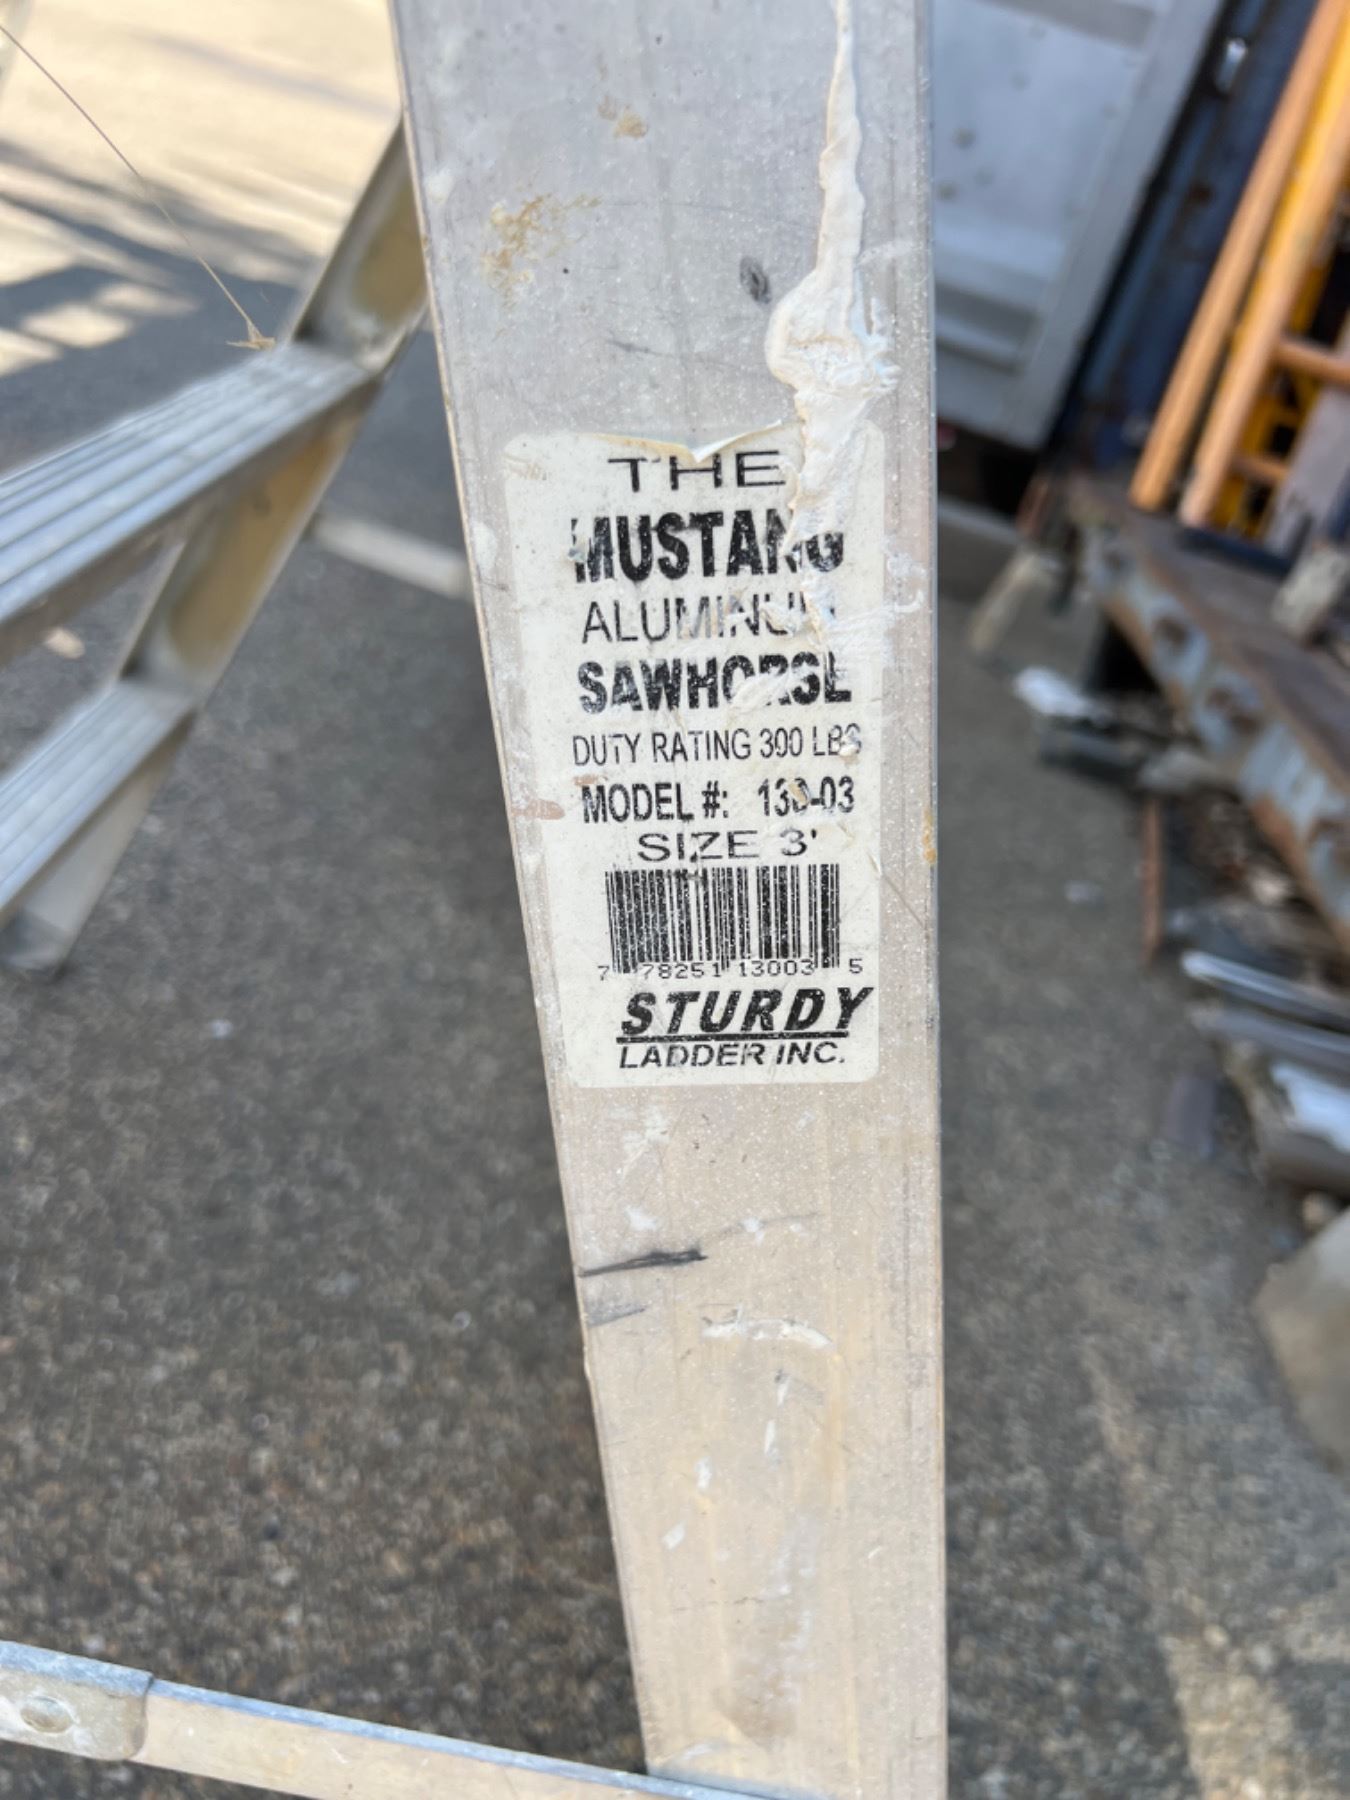 THE
MUSTANG
ALUMINUM
SAWHORSE
DUTY RATING 300 LBS
MODEL #: 130-03
SIZE 3'
7 78251 13003 5
STURDY
LADDER INC.